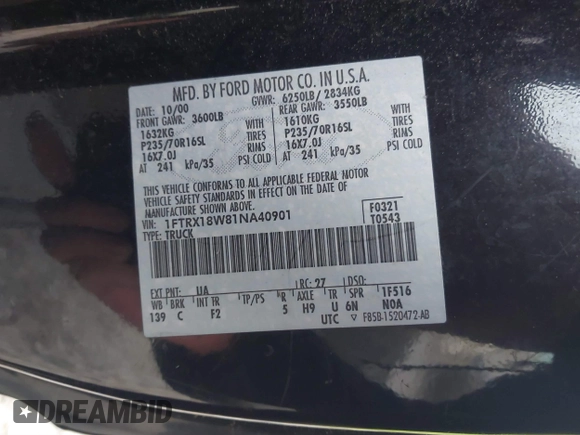 MFD. BY FORD MOTOR CO. IN U.S.A.
DATE: 10/00 GVWR: 6250LB/ 2834KG
FRONT GAWR: 3600LB REAR GAWR: 3550LB
1632KG WITH 1610KG WITH
P235/70R16SL TIRES P235/70R16SL TIRES
16X7.0J RIMS 16X7.0J RIMS
AT 241 kPa/35 PSI COLD AT 241 kPa/35 PSI COLD
THIS VEHICLE CONFORMS TO ALL APPLICABLE FEDERAL MOTOR
VEHICLE SAFETY STANDARDS IN EFFECT ON THE DATE OF
MANUFACTURE SHOWN ABOVE.
VIN: 1FTRX18W81NA40901 F0321
TYPE: TRUCK T0543
EXT PNT: UA RC: 27 DSO:
WB BRK INT TR TP/PS R AXLE TR SPR 1F516
139 C F2 5 H9 U 6N N0A
UTC F85B-1520472-AB
DREAMBID